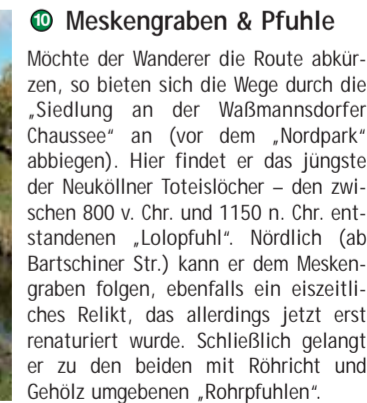 10 Meskengraben & Pfuhle
Möchte der Wanderer die Route abkür-
zen, so bieten sich die Wege durch die
„Siedlung an der Waßmannsdorfer
Chaussee“ an (vor dem „Nordpark“
abbiegen). Hier findet er das jüngste
der Neuköllner Toteislöcher – den zwi-
schen 800 v. Chr. und 1150 n. Chr. ent-
standenen „Lolopfuhl“. Nördlich (ab
Bartschiner Str.) kann er dem Mesken-
graben folgen, ebenfalls ein eiszeitli-
ches Relikt, das allerdings jetzt erst
renaturiert wurde. Schließlich gelangt
er zu den beiden mit Röhricht und
Gehölz umgebenen „Rohrpfuhlen“.